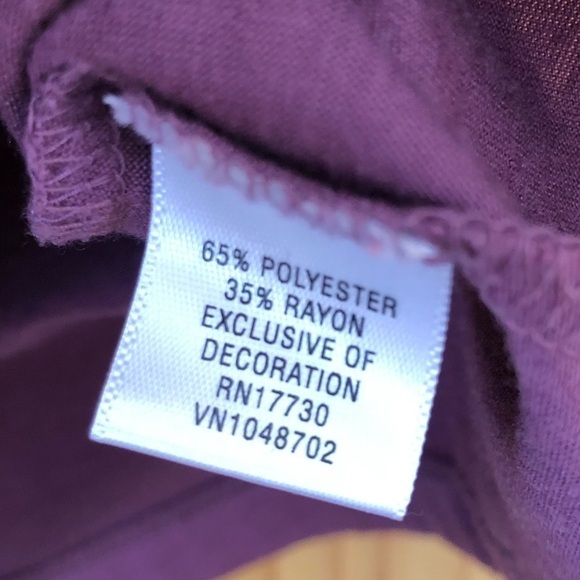 65% POLYESTER
35% RAYON
EXCLUSIVE OF
DECORATION
RN17730
VN1048702